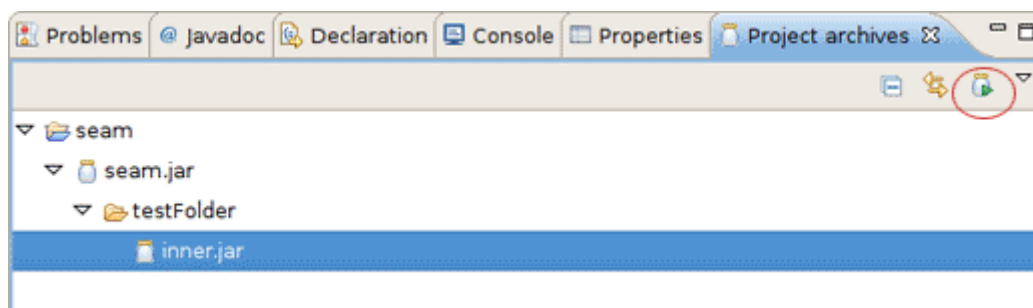 Problems @ Javadoc Declaration Console Properties Project archives
seam
seam.jar
testFolder
inner.jar